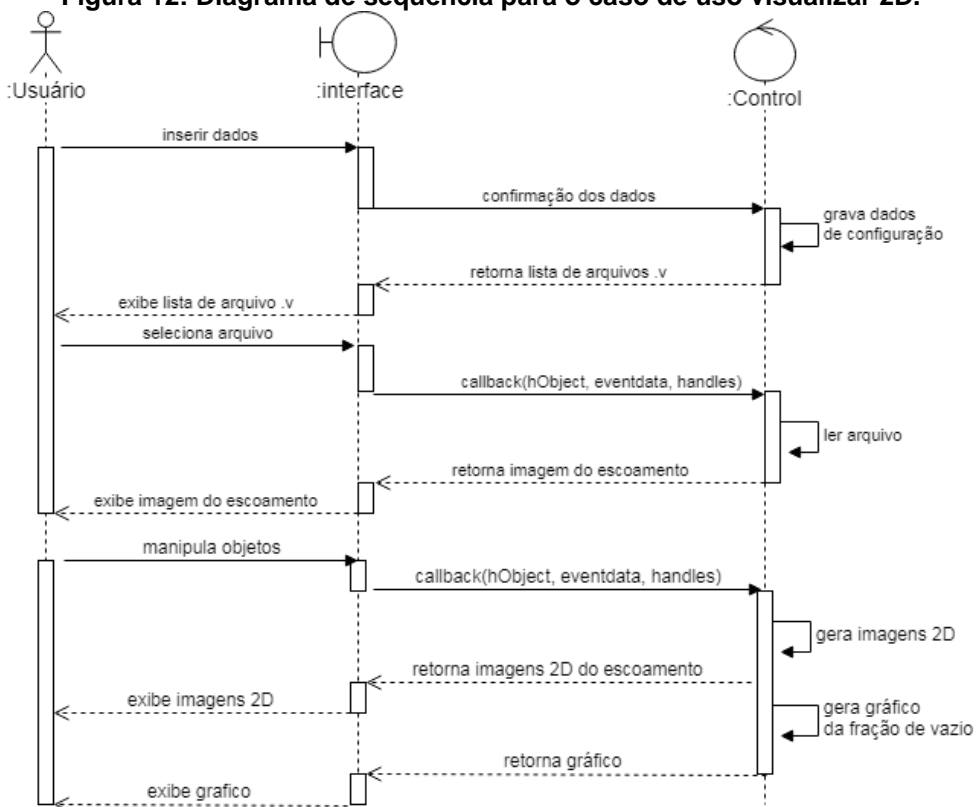 Figura 12: Diagrama de sequência para o caso de uso visualizar 2D.
:Usuário
:interface
:Control
inserir dados
confirmação dos dados
grava dados
de configuração
retorna lista de arquivos .v
exibe lista de arquivo .v
seleciona arquivo
callback(hObject, eventdata, handles)
ler arquivo
retorna imagem do escoamento
exibe imagem do escoamento
manipula objetos
callback(hObject, eventdata, handles)
gera imagens 2D
retorna imagens 2D do escoamento
exibe imagens 2D
gera gráfico
da fração de vazio
retorna gráfico
exibe grafico